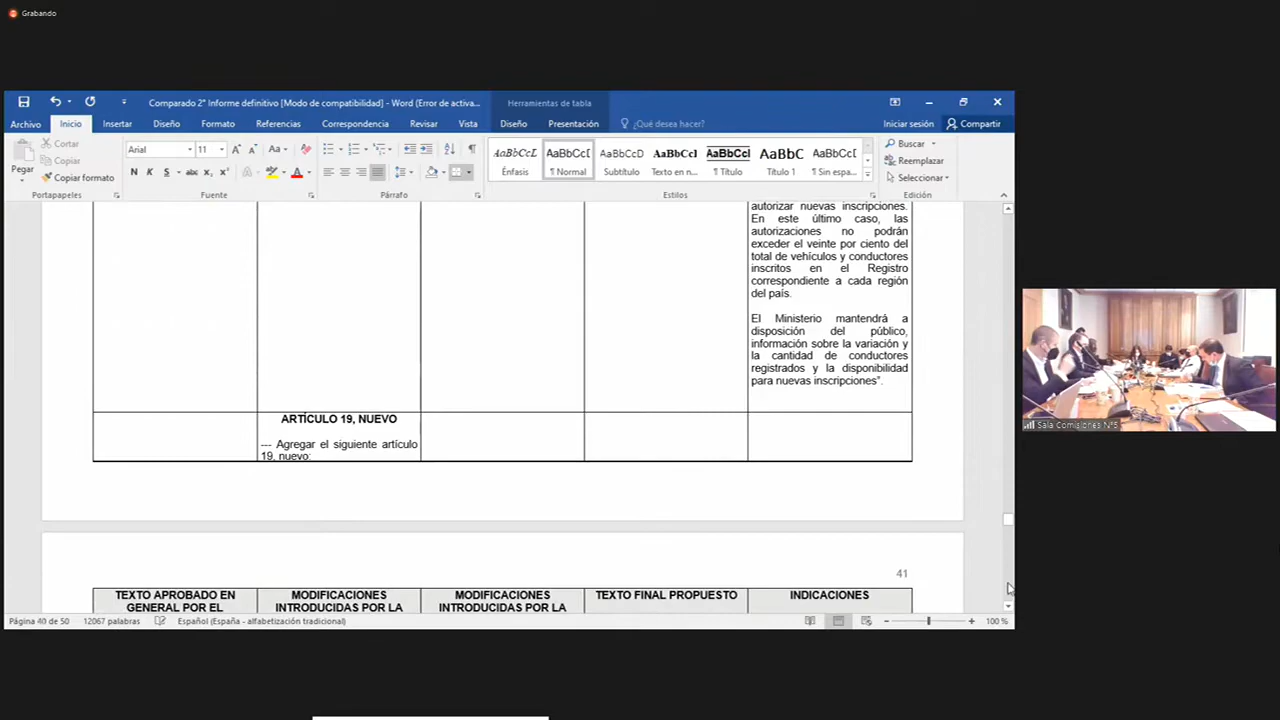 Grabando
Comparado 2° Informe definitivo [Modo de compatibilidad] - Word (Error de activa...
Herramientas de tabla
Archivo
Inicio
Insertar
Diseño
Formato
Referencias
Correspondencia
Revisar
Vista
Diseño
Presentación
¿Qué desea hacer?
Iniciar sesión
Compartir
Pegar
Cortar
Copiar
Copiar formato
Portapapeles
Arial
11
Fuente
Párrafo
AaBbCcL
Énfasis
AaBbCcD
¶ Normal
AaBbCcD
Subtítulo
AaBbCcI
Texto en n...
AaBbCcI
¶ Título
AaBbC
Título 1
AaBbCcD
¶ Sin espa...
Estilos
Buscar
Reemplazar
Seleccionar
autorizar nuevas inscripciones.
En este último caso, las
autorizaciones no podrán
exceder el veinte por ciento del
total de vehículos y conductores
inscritos en el Registro
correspondiente a cada región
del país.
El Ministerio mantendrá a
disposición del público,
información sobre la variación y
la cantidad de conductores
registrados y la disponibilidad
para nuevas inscripciones”.
ARTÍCULO 19, NUEVO
--- Agregar el siguiente artículo
19, nuevo:
41
TEXTO APROBADO EN
GENERAL POR EL
MODIFICACIONES
INTRODUCIDAS POR LA
MODIFICACIONES
INTRODUCIDAS POR LA
TEXTO FINAL PROPUESTO
INDICACIONES
Página 40 de 50
12067 palabras
Español (España - alfabetización tradicional)
100 %
Sala Comisiones N°5